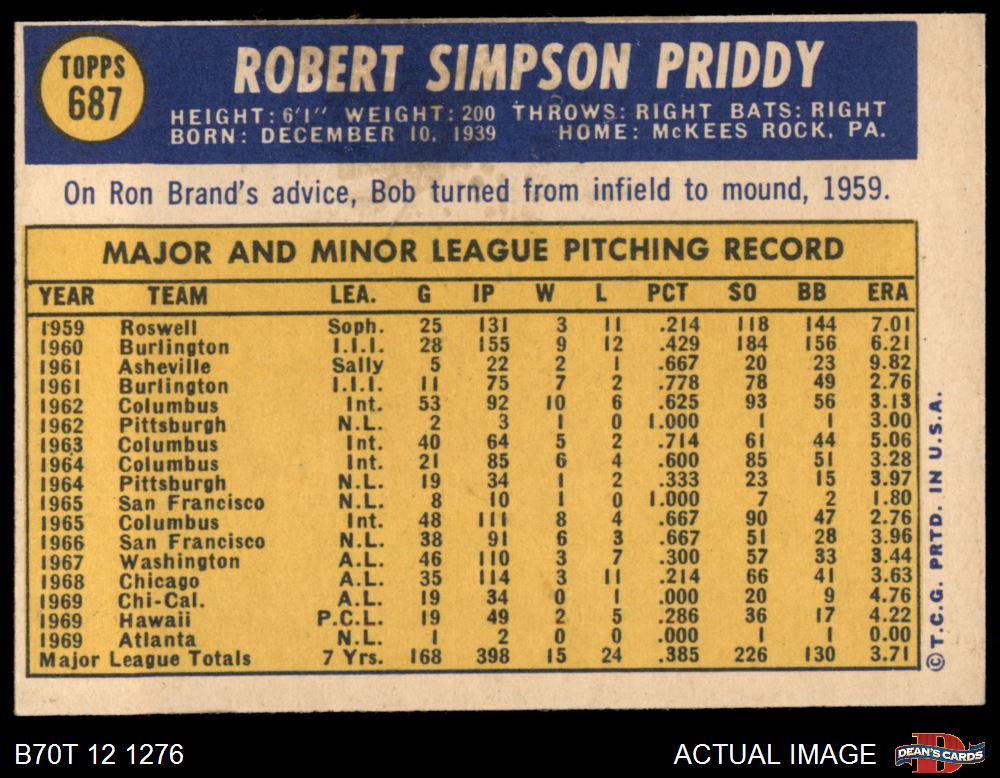 TOPPS
687
ROBERT SIMPSON PRIDDY
HEIGHT: 6'1" WEIGHT: 200 THROWS: RIGHT BATS: RIGHT
BORN: DECEMBER 10, 1939 HOME: McKEES ROCK, PA.
On Ron Brand's advice, Bob turned from infield to mound, 1959.
MAJOR AND MINOR LEAGUE PITCHING RECORD
YEAR TEAM LEA. G IP W L PCT SO BB ERA
1959 Roswell Soph. 25 131 3 11 .214 118 144 7.01
1960 Burlington I.I.I. 28 155 9 12 .429 184 156 6.21
1961 Asheville Sally 5 22 2 1 .667 20 23 9.82
1961 Burlington I.I.I. 11 75 7 2 .778 78 49 2.76
1962 Columbus Int. 53 92 10 6 .625 93 56 3.13
1962 Pittsburgh N.L. 2 3 1 0 1.000 1 1 3.00
1963 Columbus Int. 40 64 5 2 .714 61 44 5.06
1964 Columbus Int. 21 85 6 4 .600 85 51 3.28
1964 Pittsburgh N.L. 19 34 1 2 .333 23 15 3.97
1965 San Francisco N.L. 8 10 1 0 1.000 7 2 1.80
1965 Columbus Int. 48 111 8 4 .667 90 47 2.76
1966 San Francisco N.L. 38 91 6 3 .667 51 28 3.96
1967 Washington A.L. 46 110 3 7 .300 57 33 3.44
1968 Chicago A.L. 35 114 3 11 .214 66 41 3.63
1969 Chi-Cal. A.L. 19 34 0 1 .000 20 9 4.76
1969 Hawaii P.C.L. 19 49 2 5 .286 36 17 4.22
1969 Atlanta N.L. 1 2 0 0 .000 1 1 0.00
Major League Totals 7 Yrs. 168 398 15 24 .385 226 130 3.71
© T.C.G. PRTD. IN U.S.A.
B70T 12 1276
ACTUAL IMAGE
D
DEAN'S CARDS